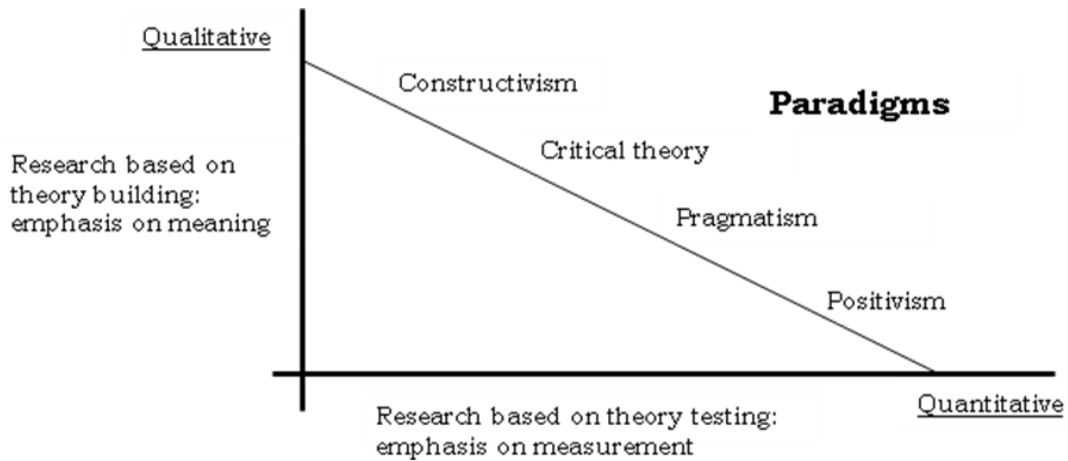 Qualitative
Constructivism
Paradigms
Critical theory
Research based on
theory building:
emphasis on meaning
Pragmatism
Positivism
Quantitative
Research based on theory testing:
emphasis on measurement